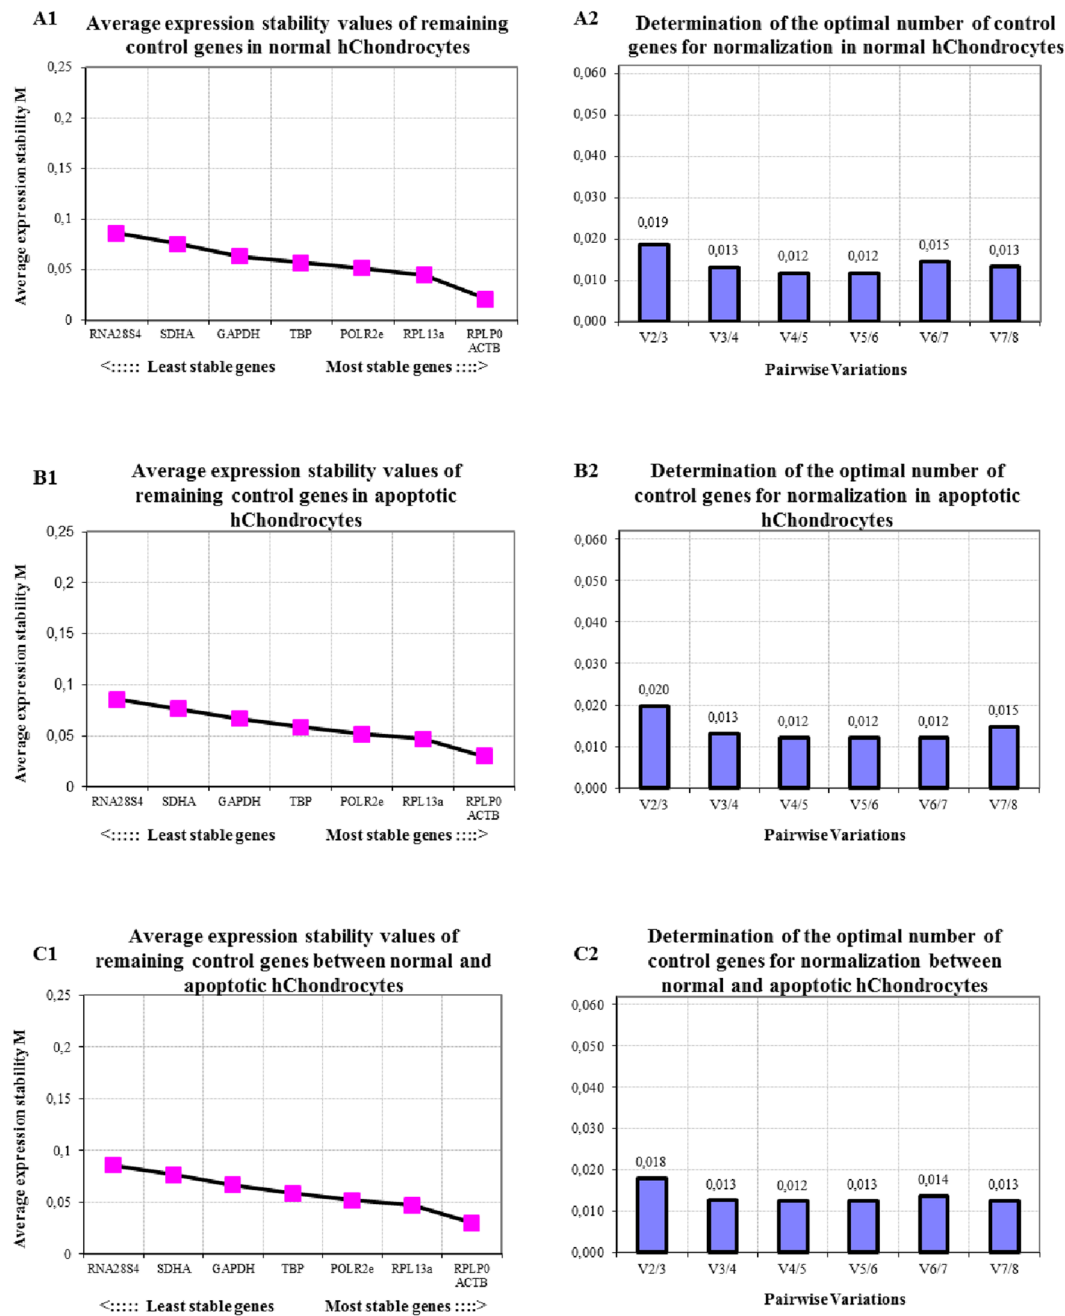 A1
Average expression stability values of remaining
control genes in normal hChondrocytes
Average expression stability M
0,25
0,2
0,15
0,1
0,05
0
RNA28S4 SDHA GAPDH TBP POLR2e RPL13a RPLP0
ACTB
<::::: Least stable genes Most stable genes ::::>
A2
Determination of the optimal number of control
genes for normalization in normal hChondrocytes
0,060
0,050
0,040
0,030
0,020
0,010
0,000
0,019 0,013 0,012 0,012 0,015 0,013
V2/3 V3/4 V4/5 V5/6 V6/7 V7/8
Pairwise Variations
B1
Average expression stability values of
remaining control genes in apoptotic
hChondrocytes
Average expression stability M
0,25
0,2
0,15
0,1
0,05
0
RNA28S4 SDHA GAPDH TBP POLR2e RPL13a RPLP0
ACTB
<::::: Least stable genes Most stable genes ::::>
B2
Determination of the optimal number of
control genes for normalization in apoptotic
hChondrocytes
0,060
0,050
0,040
0,030
0,020
0,010
0,000
0,020 0,013 0,012 0,012 0,012 0,015
V2/3 V3/4 V4/5 V5/6 V6/7 V7/8
Pairwise Variations
C1
Average expression stability values of
remaining control genes between normal and
apoptotic hChondrocytes
Average expression stability M
0,25
0,2
0,15
0,1
0,05
0
RNA28S4 SDHA GAPDH TBP POLR2e RPL13a RPLP0
ACTB
<::::: Least stable genes Most stable genes ::::>
C2
Determination of the optimal number of
control genes for normalization between
normal and apoptotic hChondrocytes
0,060
0,050
0,040
0,030
0,020
0,010
0,000
0,018 0,013 0,012 0,013 0,014 0,013
V2/3 V3/4 V4/5 V5/6 V6/7 V7/8
Pairwise Variations